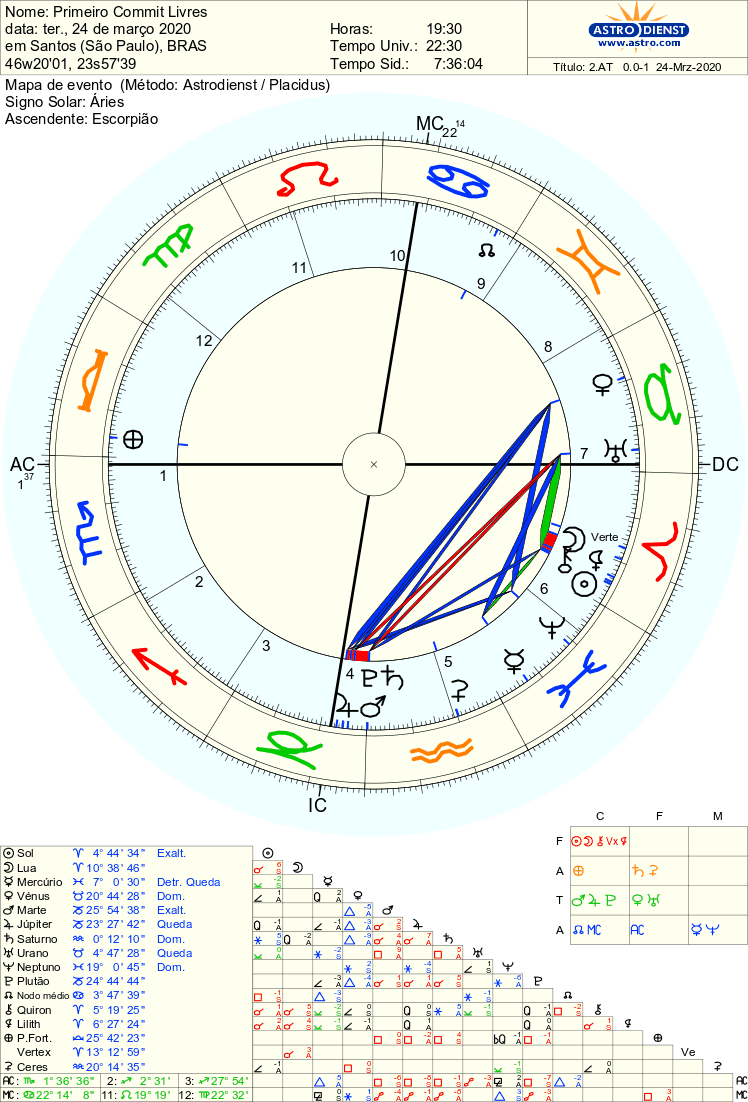 Nome: Primeiro Commit Livres
data: ter., 24 de março 2020
em Santos (São Paulo), BRAS
46w20'01, 23s57'39
Horas: 19:30
Tempo Univ.: 22:30
Tempo Sid.: 7:36:04
ASTRO DIENST
www.astro.com
Título: 2.AT 0.0-1 24-Mrz-2020
Mapa de evento (Método: Astrodienst / Placidus)
Signo Solar: Áries
Ascendente: Escorpião
MC 22 14
10
11
9
12
8
AC 1 37
1
7
DC
Verte
2
6
3
4
5
IC
C F M
F Vx
A
T
A MC AC
Sol 4° 44' 34" Exalt.
Lua 10° 38' 46"
Mercúrio 7° 0' 30" Detr. Queda
Vénus 20° 44' 28" Dom.
Marte 25° 54' 38" Exalt.
Júpiter 23° 27' 42" Queda
Saturno 0° 12' 10" Dom.
Urano 4° 47' 28" Queda
Neptuno 19° 0' 45" Dom.
Plutão 24° 44' 44"
Nodo médio 3° 47' 39"
Quiron 5° 19' 25"
Lilith 6° 27' 24"
P.Fort. 25° 42' 23"
Vertex 13° 12' 59"
Ceres 20° 14' 35"
AC: 1° 36' 36" 2: 2° 31' 3: 27° 54'
MC: 22° 14' 8" 11: 19° 19' 12: 22° 32'
Ve
AC
MC